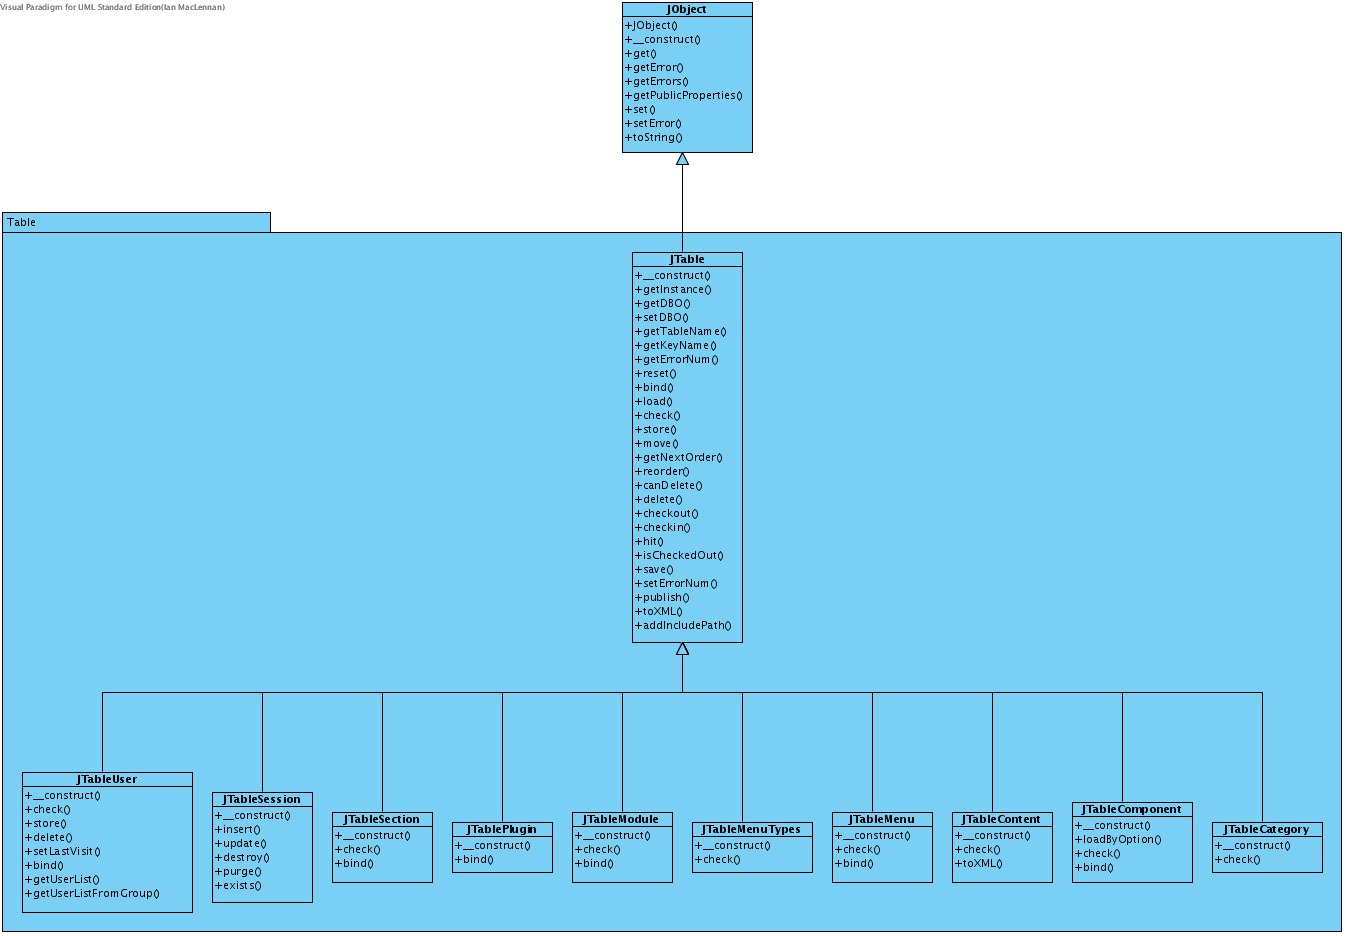 Visual Paradigm for UML Standard Edition(Ian MacLennan)
JObject
+JObject()
+__construct()
+get()
+getError()
+getErrors()
+getPublicProperties()
+set()
+setError()
+toString()
Table
JTable
+__construct()
+getInstance()
+getDBO()
+setDBO()
+getTableName()
+getKeyName()
+getErrorNum()
+reset()
+bind()
+load()
+check()
+store()
+move()
+getNextOrder()
+reorder()
+canDelete()
+delete()
+checkout()
+checkin()
+hit()
+isCheckedOut()
+save()
+setErrorNum()
+publish()
+toXML()
+addIncludePath()
JTableUser
+__construct()
+check()
+store()
+delete()
+setLastVisit()
+bind()
+getUserList()
+getUserListFromGroup()
JTableSession
+__construct()
+insert()
+update()
+destroy()
+purge()
+exists()
JTableSection
+__construct()
+check()
+bind()
JTablePlugin
+__construct()
+bind()
JTableModule
+__construct()
+check()
+bind()
JTableMenuTypes
+__construct()
+check()
JTableMenu
+__construct()
+check()
+bind()
JTableContent
+__construct()
+check()
+toXML()
JTableComponent
+__construct()
+loadByOption()
+check()
+bind()
JTableCategory
+__construct()
+check()